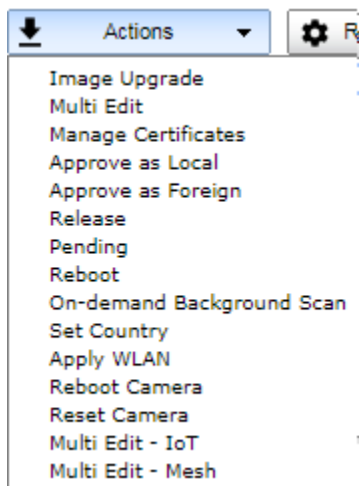 Actions
Image Upgrade
Multi Edit
Manage Certificates
Approve as Local
Approve as Foreign
Release
Pending
Reboot
On-demand Background Scan
Set Country
Apply WLAN
Reboot Camera
Reset Camera
Multi Edit - IoT
Multi Edit - Mesh